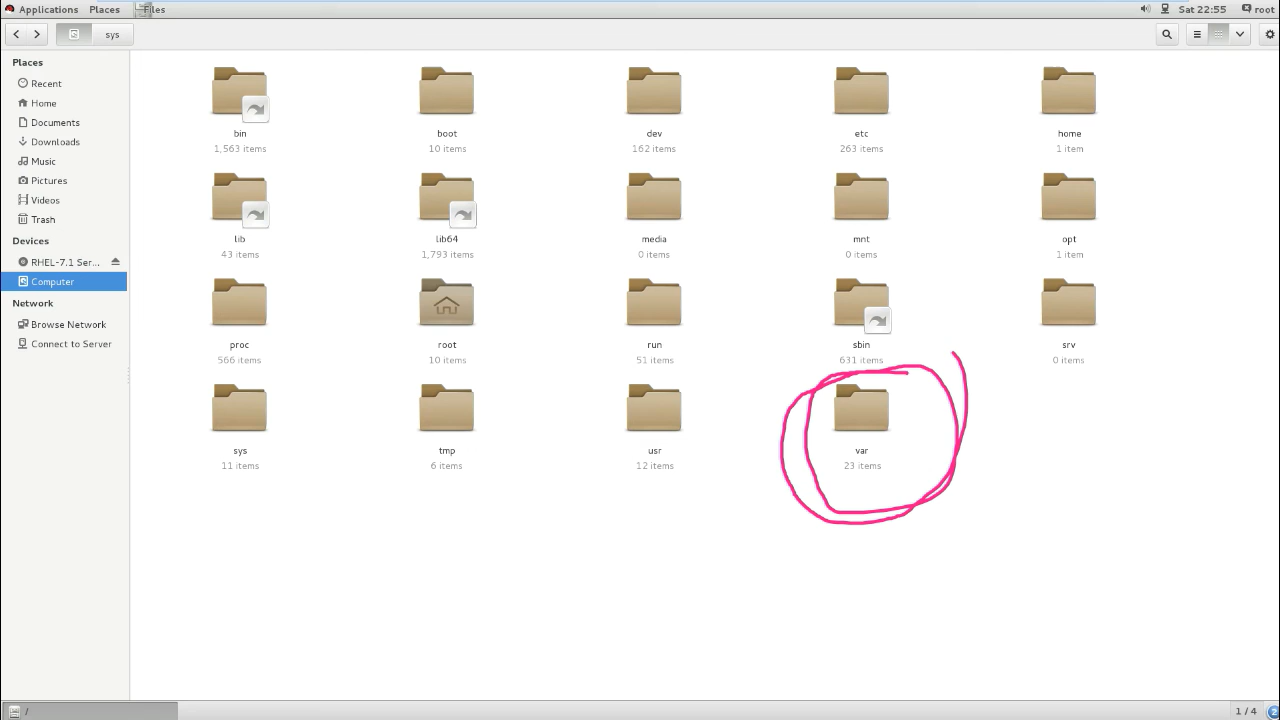 Applications Places Files Sat 22:55 root
sys
Places
Recent
Home
Documents
Downloads
Music
Pictures
Videos
Trash
Devices
RHEL-7.1 Ser...
Computer
Network
Browse Network
Connect to Server
bin boot dev etc home
1,563 items 10 items 162 items 263 items 1 item
lib lib64 media mnt opt
43 items 1,793 items 0 items 0 items 1 item
proc root run sbin srv
566 items 10 items 51 items 631 items 0 items
sys tmp usr var
11 items 6 items 12 items 23 items
/ 1 / 4